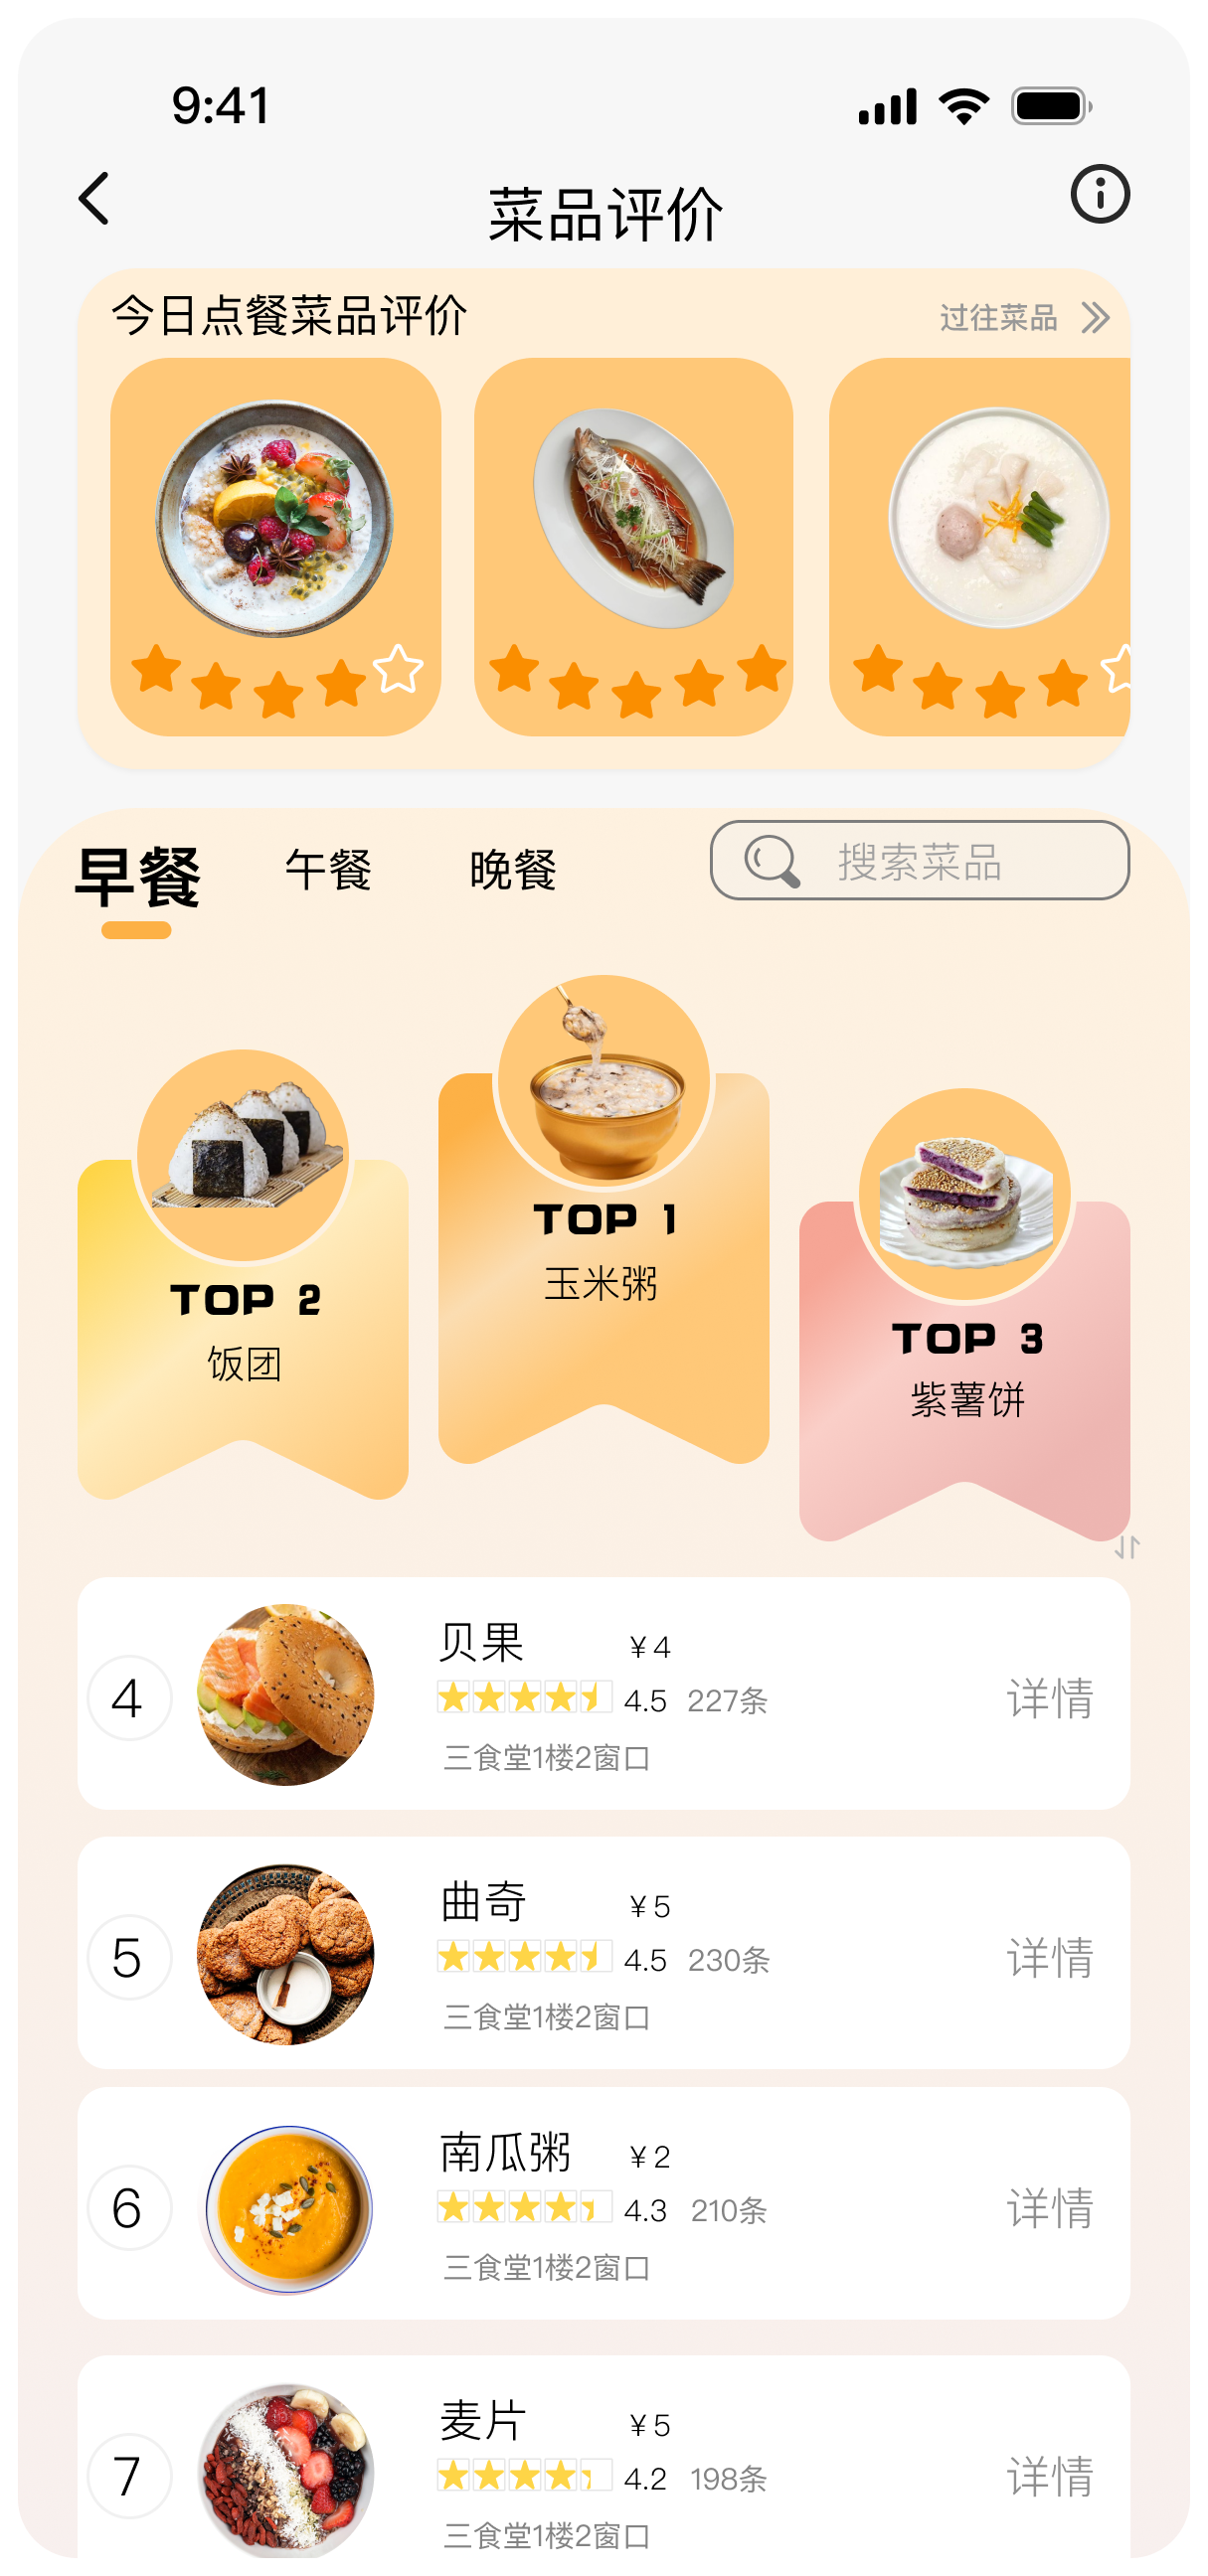 9:41
菜品评价
今日点餐菜品评价
过往菜品
早餐
午餐
晚餐
搜索菜品
TOP 1
玉米粥
TOP 2
饭团
TOP 3
紫薯饼
4
贝果
¥4
4.5
227条
三食堂1楼2窗口
详情
5
曲奇
¥5
4.5
230条
三食堂1楼2窗口
详情
6
南瓜粥
¥2
4.3
210条
三食堂1楼2窗口
详情
7
麦片
¥5
4.2
198条
三食堂1楼2窗口
详情